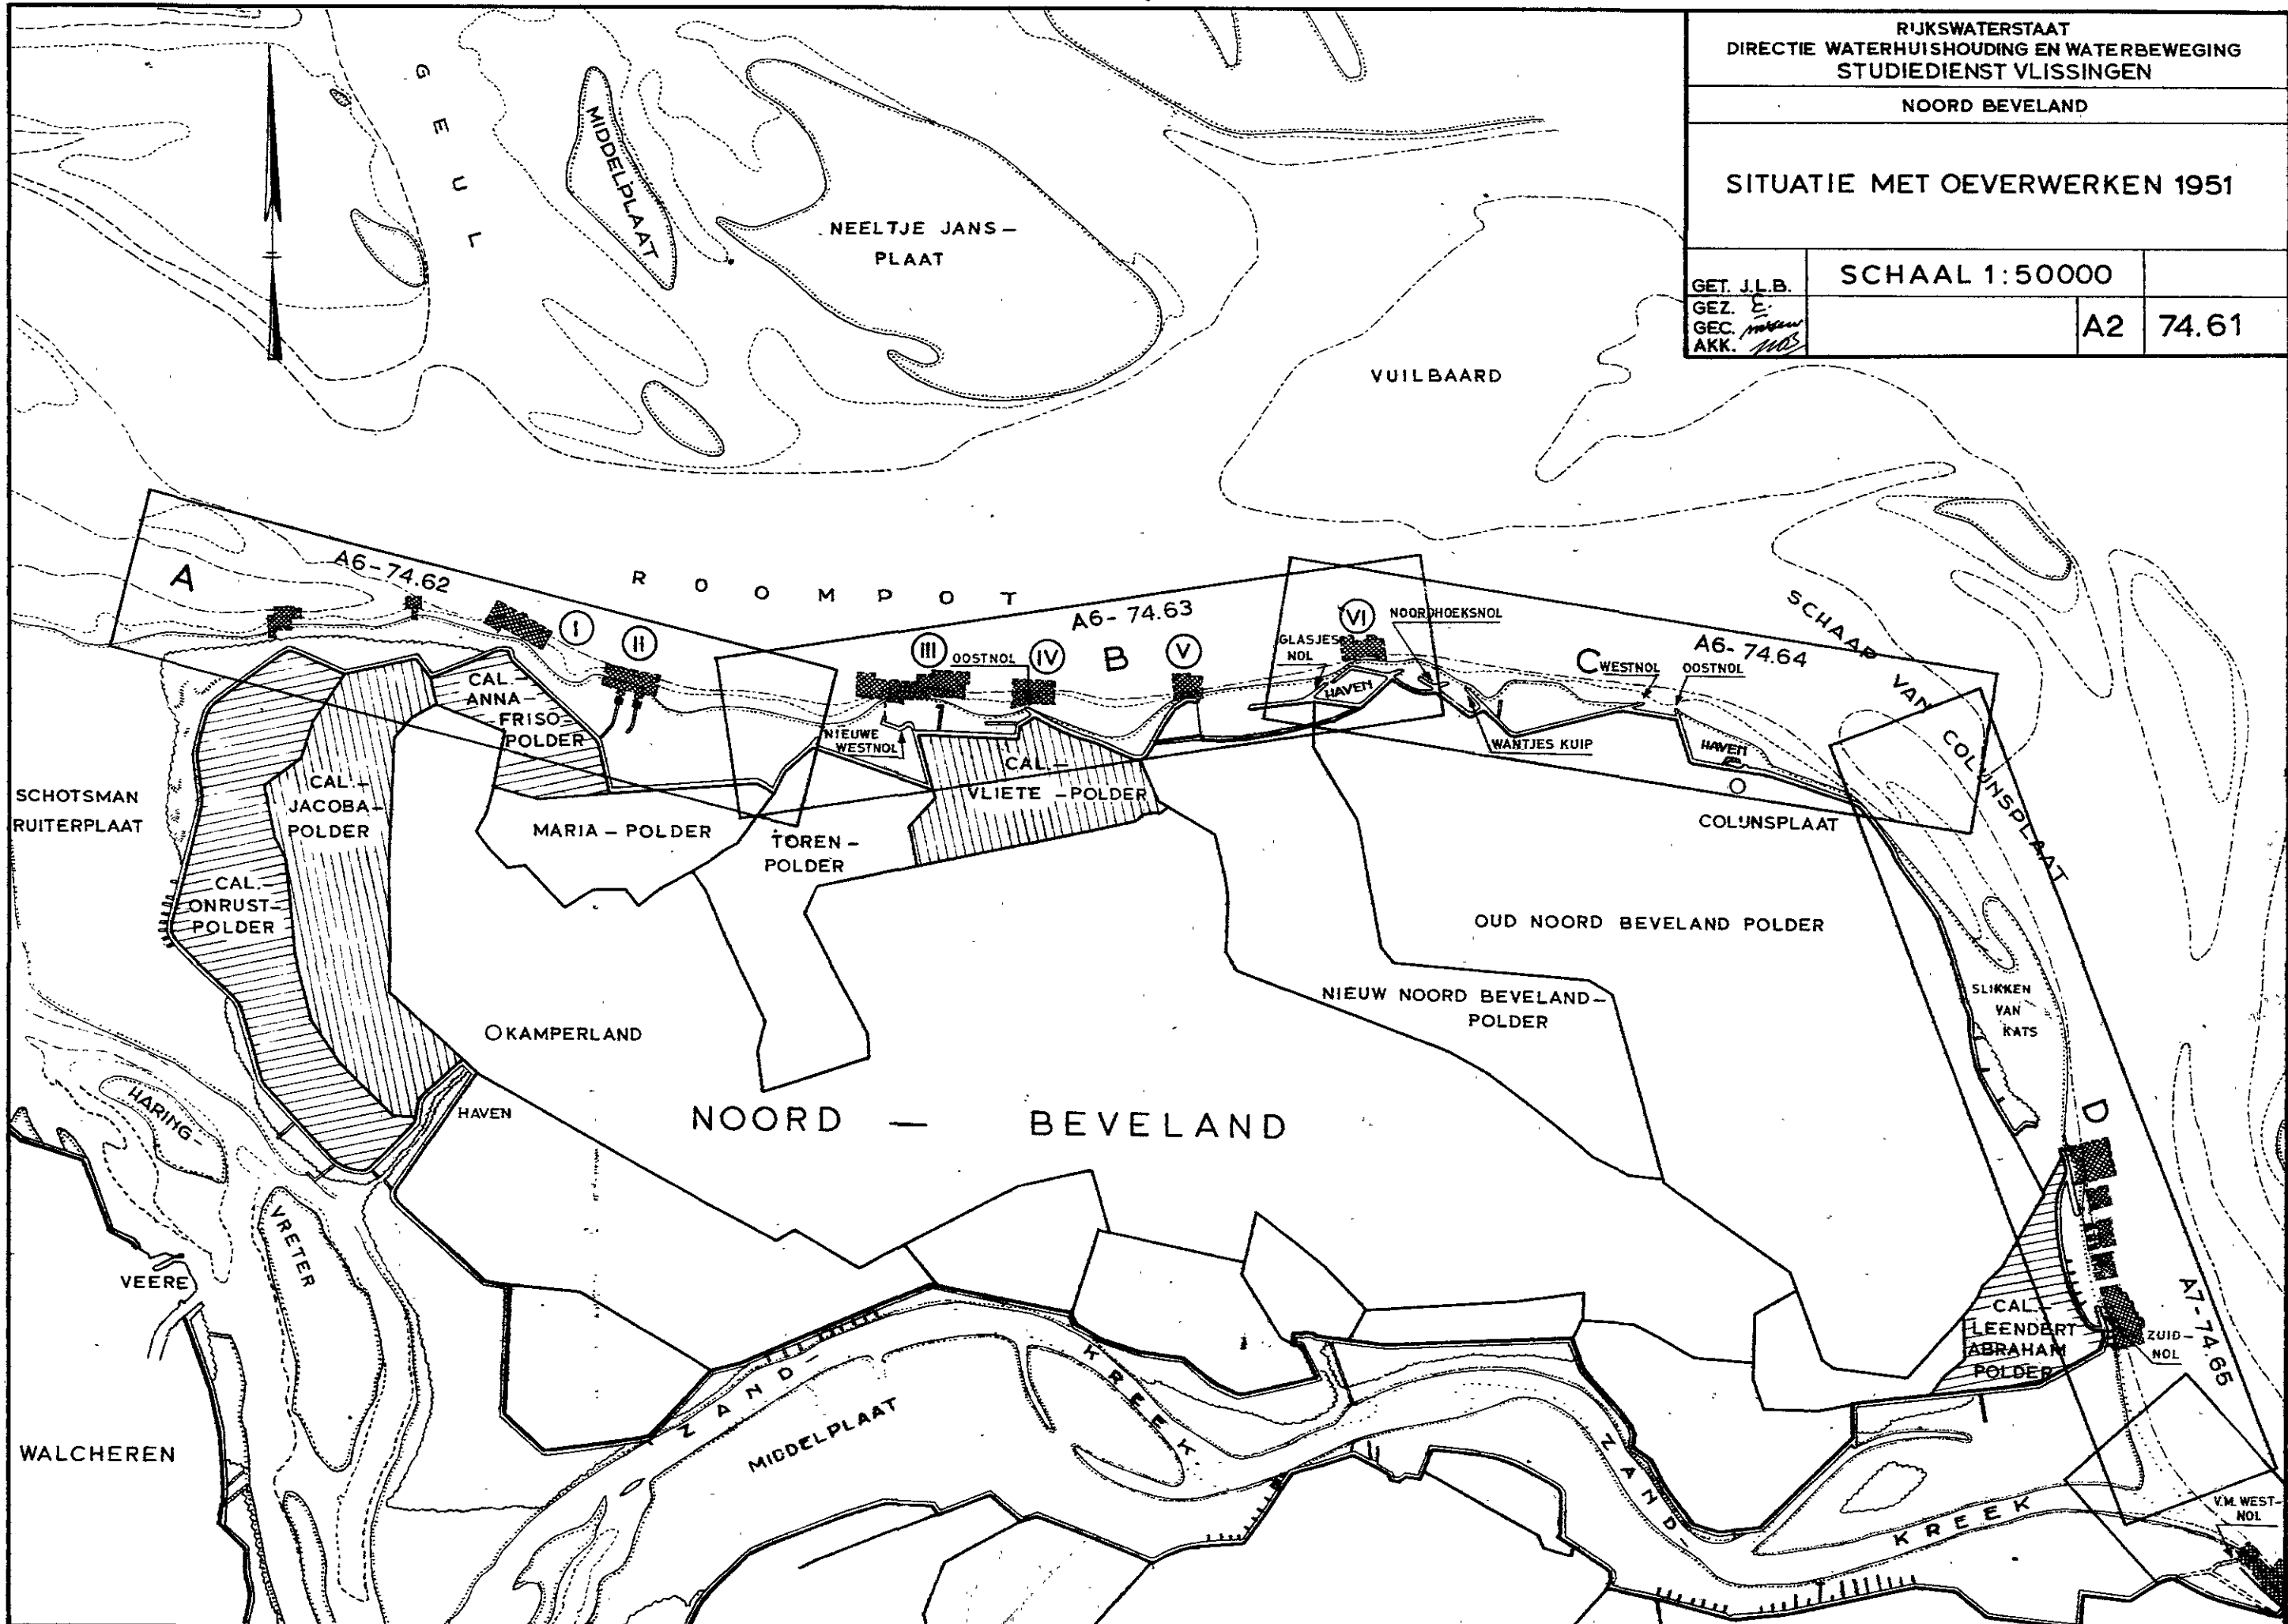 RIJKSWATERSTAAT
DIRECTIE WATERHUISHOUDING EN WATERBEWEGING
STUDIEDIENST VLISSINGEN
NOORD BEVELAND
SITUATIE MET OEVERWERKEN 1951
SCHAAL 1:50000
GET. J.L.B.
GEZ.
GEC.
AKK.
A2
74.61
GEUL
MIDDELPLAAT
NEELTJE JANS-
PLAAT
VUILBAARD
A
A6-74.62
ROOMPOT
A6-74.63
B
A6-74.64
C
SCHAAR VAN COLIJNSPLAAT
I
II
III
OOSTNOL
IV
V
VI
NOORDHOEKSNOL
GLASJES
NOL
HAVEN
WESTNOL
OOSTNOL
NIEUWE
WESTNOL
WANTJES KUIP
HAVEN
COLIJNSPLAAT
CAL.-
ANNA-
FRISO-
POLDER
CAL.-
JACOBA-
POLDER
CAL.-
VLIETE-POLDER
SCHOTSMAN
RUITERPLAAT
MARIA-POLDER
TOREN-
POLDER
CAL.-
ONRUST-
POLDER
OUD NOORD BEVELAND POLDER
NIEUW NOORD BEVELAND-
POLDER
SLIKKEN
VAN
KATS
KAMPERLAND
HAVEN
NOORD - BEVELAND
D
HARING-
VRETER
VEERE
CAL.-
LEENDERT
ABRAHAM
POLDER
ZUID-
NOL
A7-74.65
ZAND-
KREEK
MIDDELPLAAT
ZAND-
KREEK
WALCHEREN
V.M. WEST-
NOL